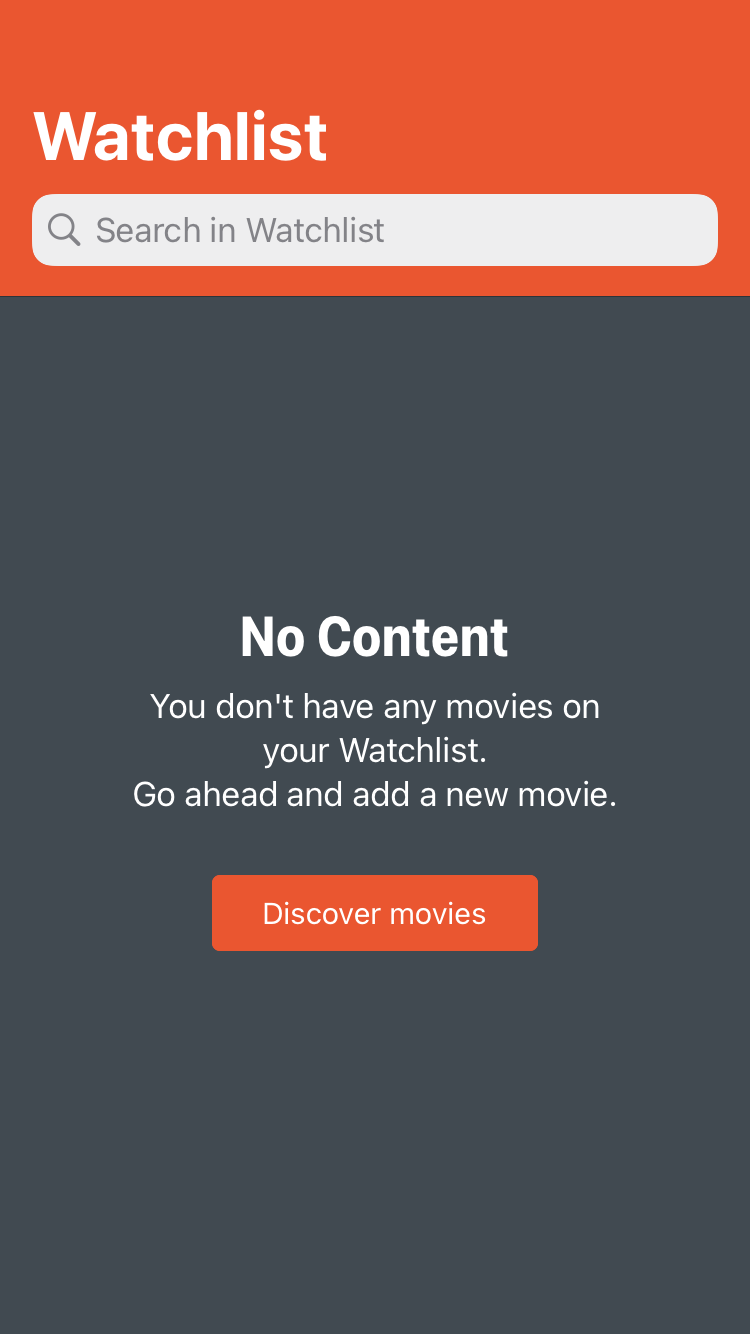 Watchlist
Search in Watchlist
No Content
You don't have any movies on
your Watchlist.
Go ahead and add a new movie.
Discover movies